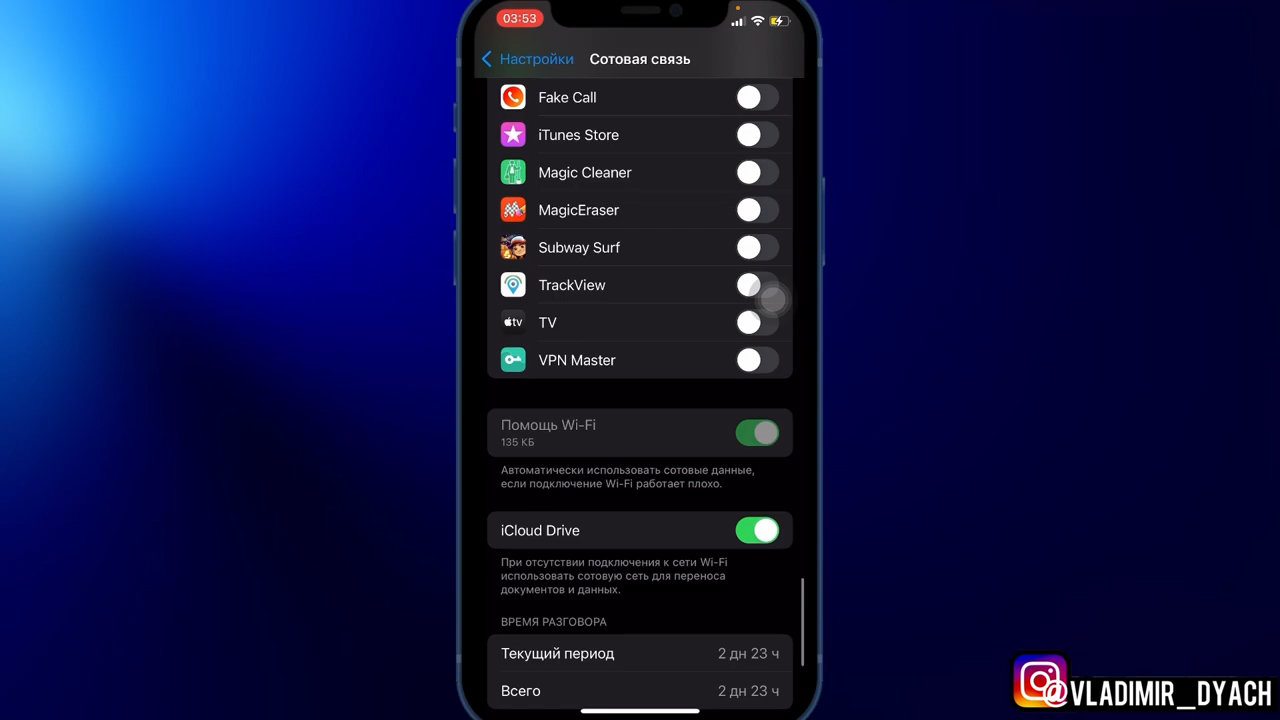 03:53
Настройки
Сотовая связь
Fake Call
iTunes Store
Magic Cleaner
MagicEraser
Subway Surf
TrackView
tv TV
VPN Master
Помощь Wi-Fi
135 КБ
Автоматически использовать сотовые данные,
если подключение Wi-Fi работает плохо.
iCloud Drive
При отсутствии подключения к сети Wi-Fi
использовать сотовую сеть для переноса
документов и данных.
ВРЕМЯ РАЗГОВОРА
Текущий период 2 дн 23 ч
Всего 2 дн 23 ч
@VLADIMIR_DYACH